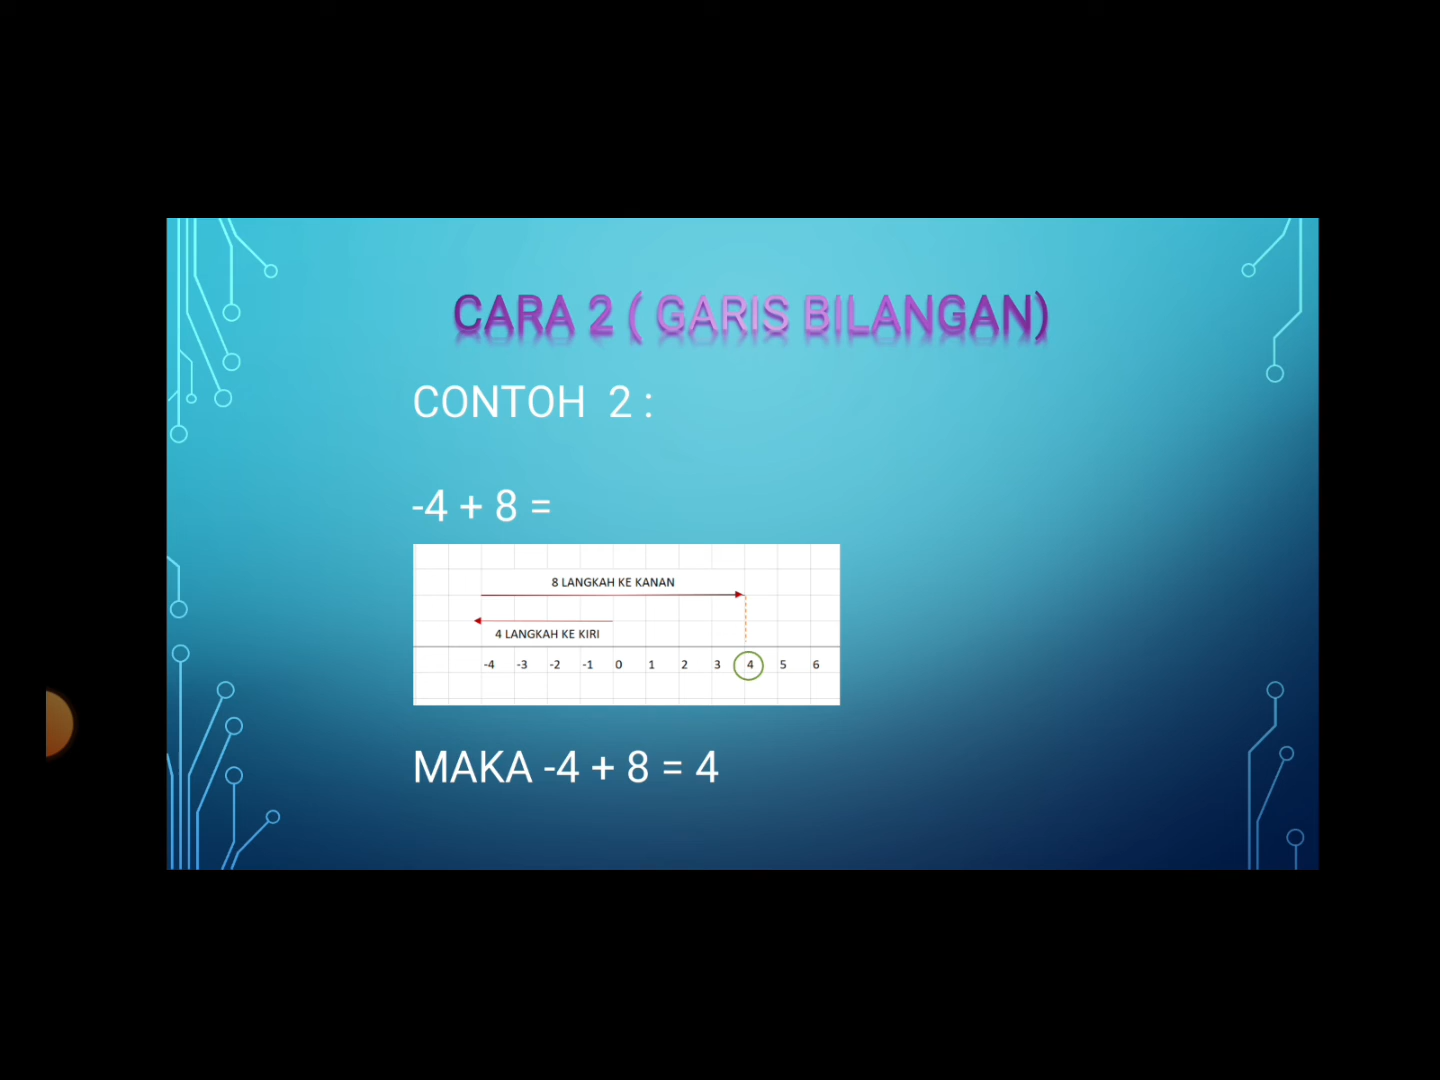 CARA 2 ( GARIS BILANGAN)
CONTOH 2 :
-4 + 8 =
8 LANGKAH KE KANAN
4 LANGKAH KE KIRI
-4 -3 -2 -1 0 1 2 3 4 5 6
MAKA -4 + 8 = 4